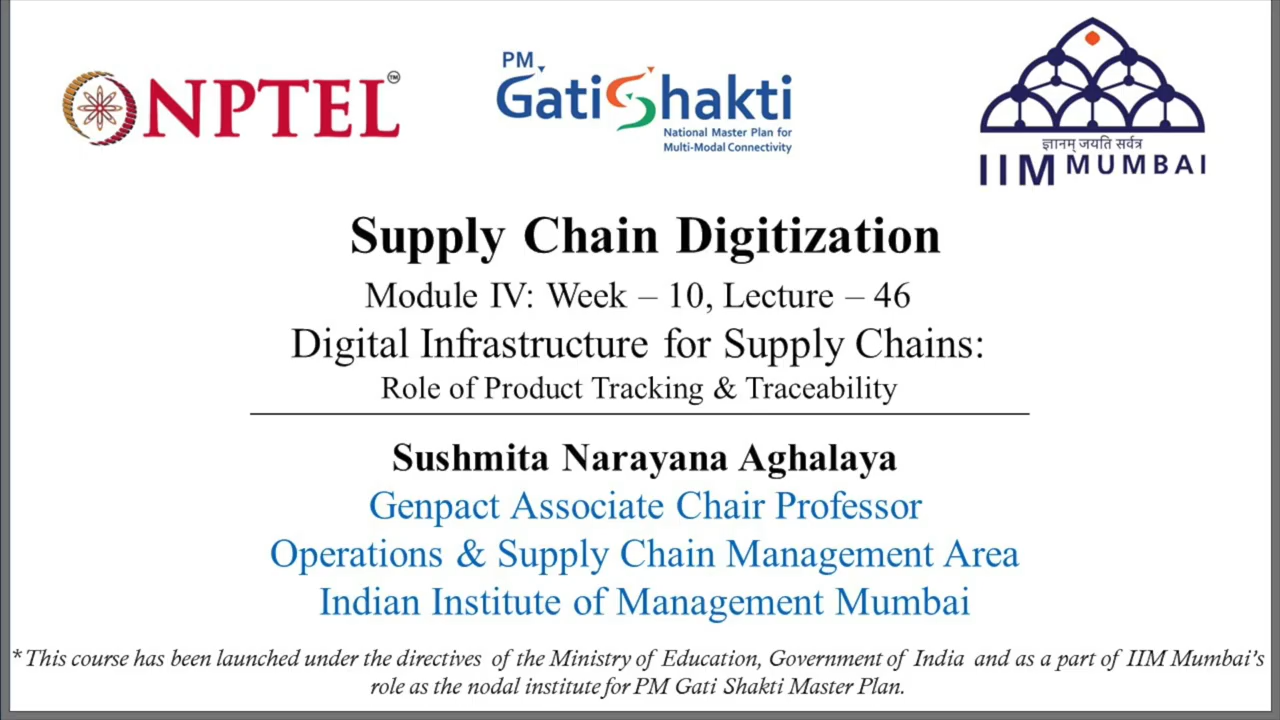 NPTEL™
PM
GatiShakti
National Master Plan for
Multi-Modal Connectivity
ज्ञानम् जयति सर्वत्र
IIM MUMBAI
Supply Chain Digitization
Module IV: Week – 10, Lecture – 46
Digital Infrastructure for Supply Chains:
Role of Product Tracking & Traceability
Sushmita Narayana Aghalaya
Genpact Associate Chair Professor
Operations & Supply Chain Management Area
Indian Institute of Management Mumbai
*This course has been launched under the directives of the Ministry of Education, Government of India and as a part of IIM Mumbai's
role as the nodal institute for PM Gati Shakti Master Plan.